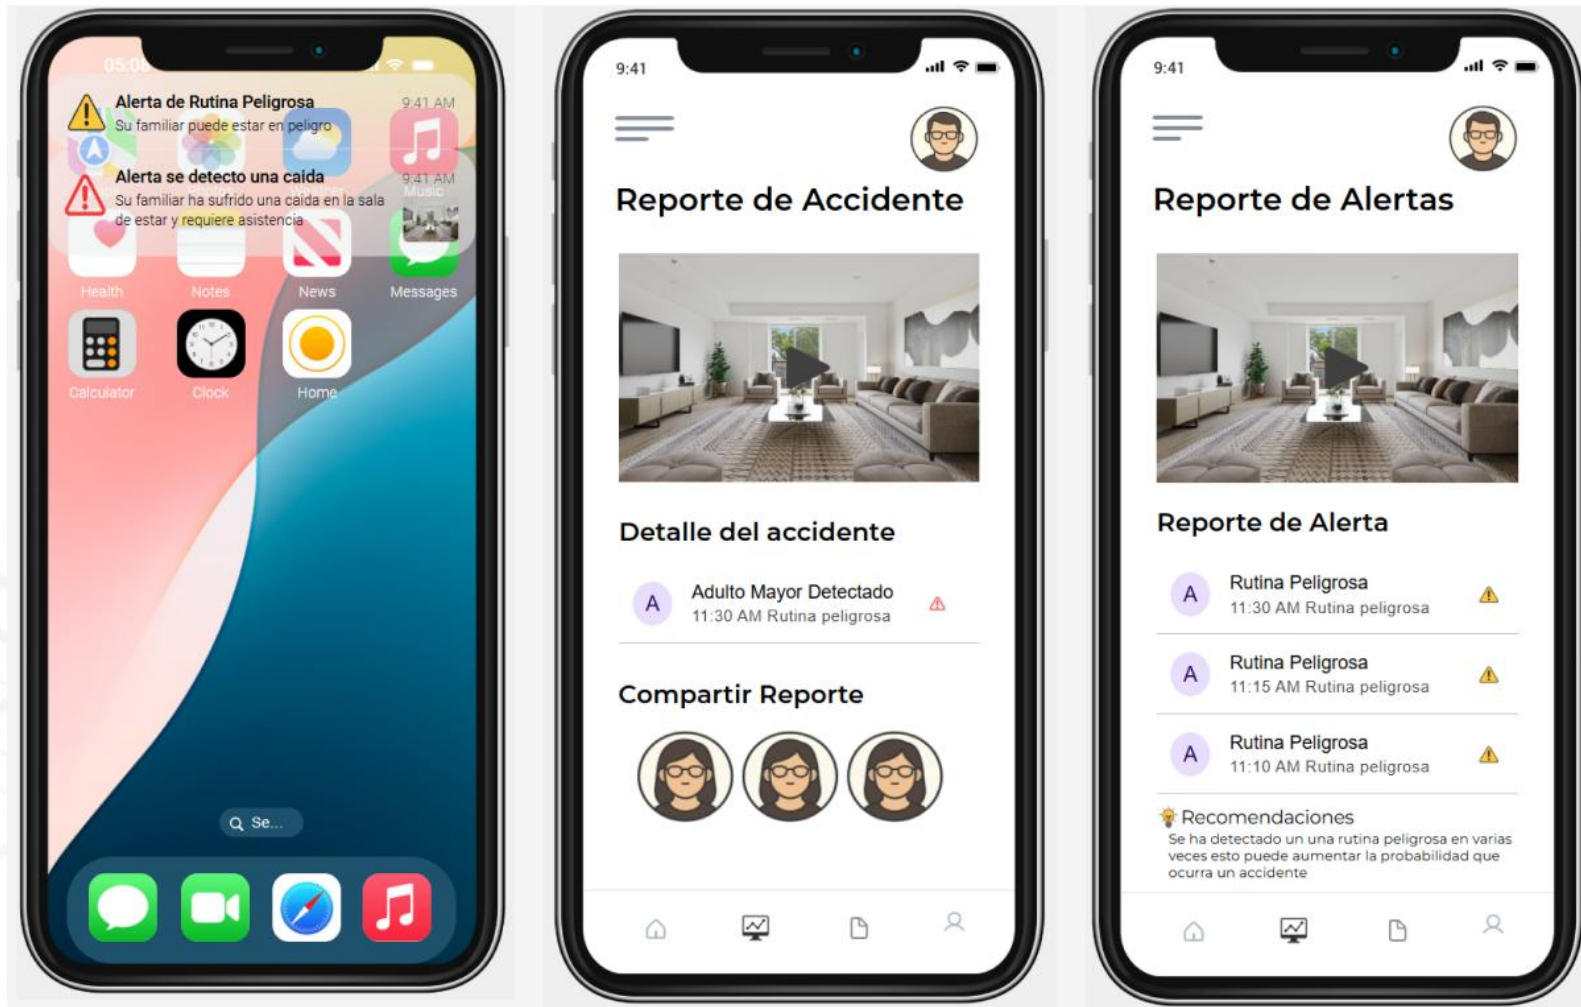 05:08
Alerta de Rutina Peligrosa
9:41 AM
Su familiar puede estar en peligro
Alerta se detecto una caida
9:41 AM
Su familiar ha sufrido una caida en la sala
de estar y requiere asistencia
Weather
Music
Health
Notes
News
Messages
Calculator
Clock
Home
Se...
9:41
Reporte de Accidente
Detalle del accidente
A
Adulto Mayor Detectado
11:30 AM Rutina peligrosa
Compartir Reporte
9:41
Reporte de Alertas
Reporte de Alerta
A
Rutina Peligrosa
11:30 AM Rutina peligrosa
A
Rutina Peligrosa
11:15 AM Rutina peligrosa
A
Rutina Peligrosa
11:10 AM Rutina peligrosa
Recomendaciones
Se ha detectado un una rutina peligrosa en varias
veces esto puede aumentar la probabilidad que
ocurra un accidente